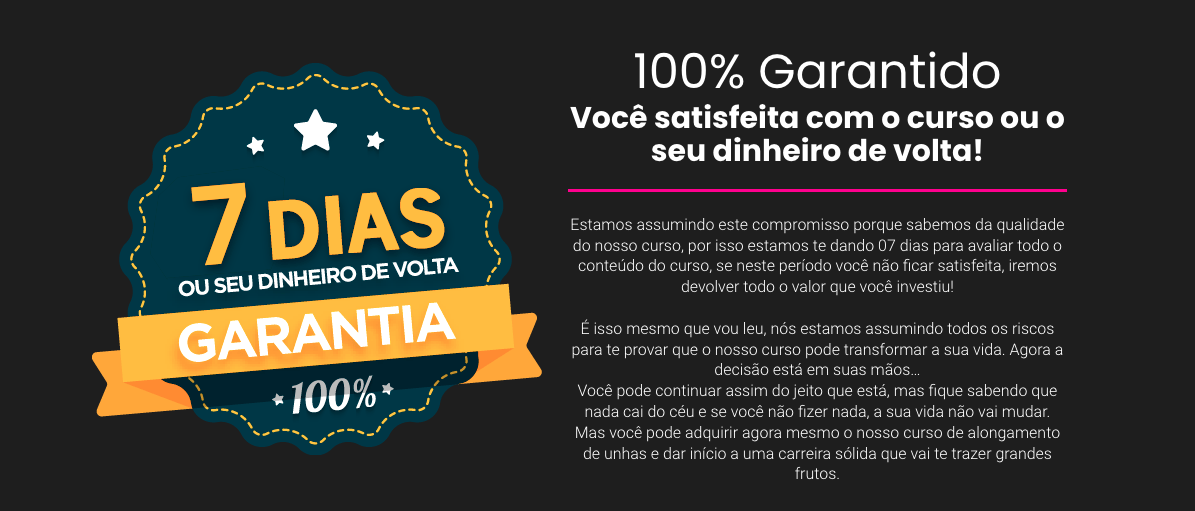 7 DIAS
OU SEU DINHEIRO DE VOLTA
GARANTIA
100%
100% Garantido
Você satisfeita com o curso ou o
seu dinheiro de volta!
Estamos assumindo este compromisso porque sabemos da qualidade
do nosso curso, por isso estamos te dando 07 dias para avaliar todo o
conteúdo do curso, se neste período você não ficar satisfeita, iremos
devolver todo o valor que você investiu!
É isso mesmo que vou leu, nós estamos assumindo todos os riscos
para te provar que o nosso curso pode transformar a sua vida. Agora a
decisão está em suas mãos...
Você pode continuar assim do jeito que está, mas fique sabendo que
nada cai do céu e se você não fizer nada, a sua vida não vai mudar.
Mas você pode adquirir agora mesmo o nosso curso de alongamento
de unhas e dar início a uma carreira sólida que vai te trazer grandes
frutos.